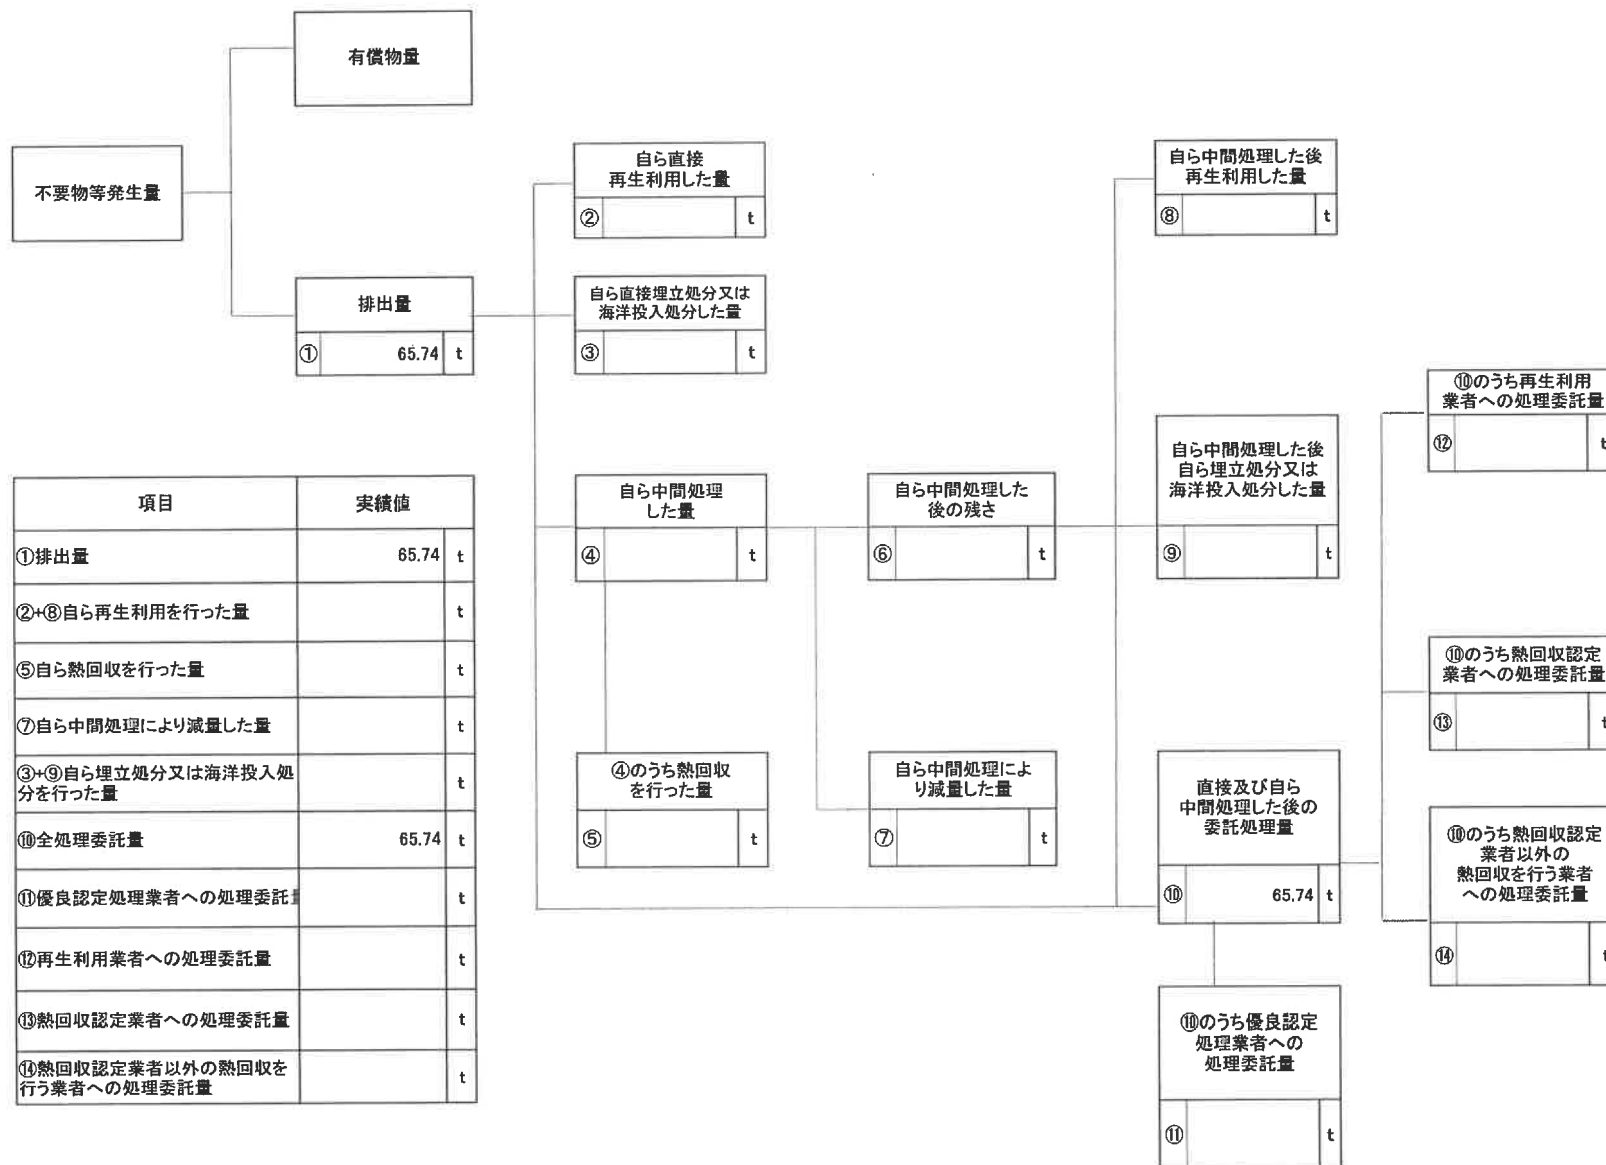 有償物量
不要物等発生量
排出量
① 65.74 t
自ら直接
再生利用した量
② t
自ら直接埋立処分又は
海洋投入処分した量
③ t
自ら中間処理
した量
④ t
④のうち熱回収
を行った量
⑤ t
自ら中間処理した
後の残さ
⑥ t
自ら中間処理によ
り減量した量
⑦ t
自ら中間処理した後
再生利用した量
⑧ t
自ら中間処理した後
自ら埋立処分又は
海洋投入処分した量
⑨ t
直接及び自ら
中間処理した後の
委託処理量
⑩ 65.74 t
⑩のうち優良認定
処理業者への
処理委託量
⑪ t
⑩のうち再生利用
業者への処理委託量
⑫ t
⑩のうち熱回収認定
業者への処理委託量
⑬ t
⑩のうち熱回収認定
業者以外の
熱回収を行う業者
への処理委託量
⑭ t
項目 実績値
①排出量 65.74 t
②+⑧自ら再生利用を行った量 t
⑤自ら熱回収を行った量 t
⑦自ら中間処理により減量した量 t
③+⑨自ら埋立処分又は海洋投入処
分を行った量 t
⑩全処理委託量 65.74 t
⑪優良認定処理業者への処理委託量 t
⑫再生利用業者への処理委託量 t
⑬熱回収認定業者への処理委託量 t
⑭熱回収認定業者以外の熱回収を
行う業者への処理委託量 t